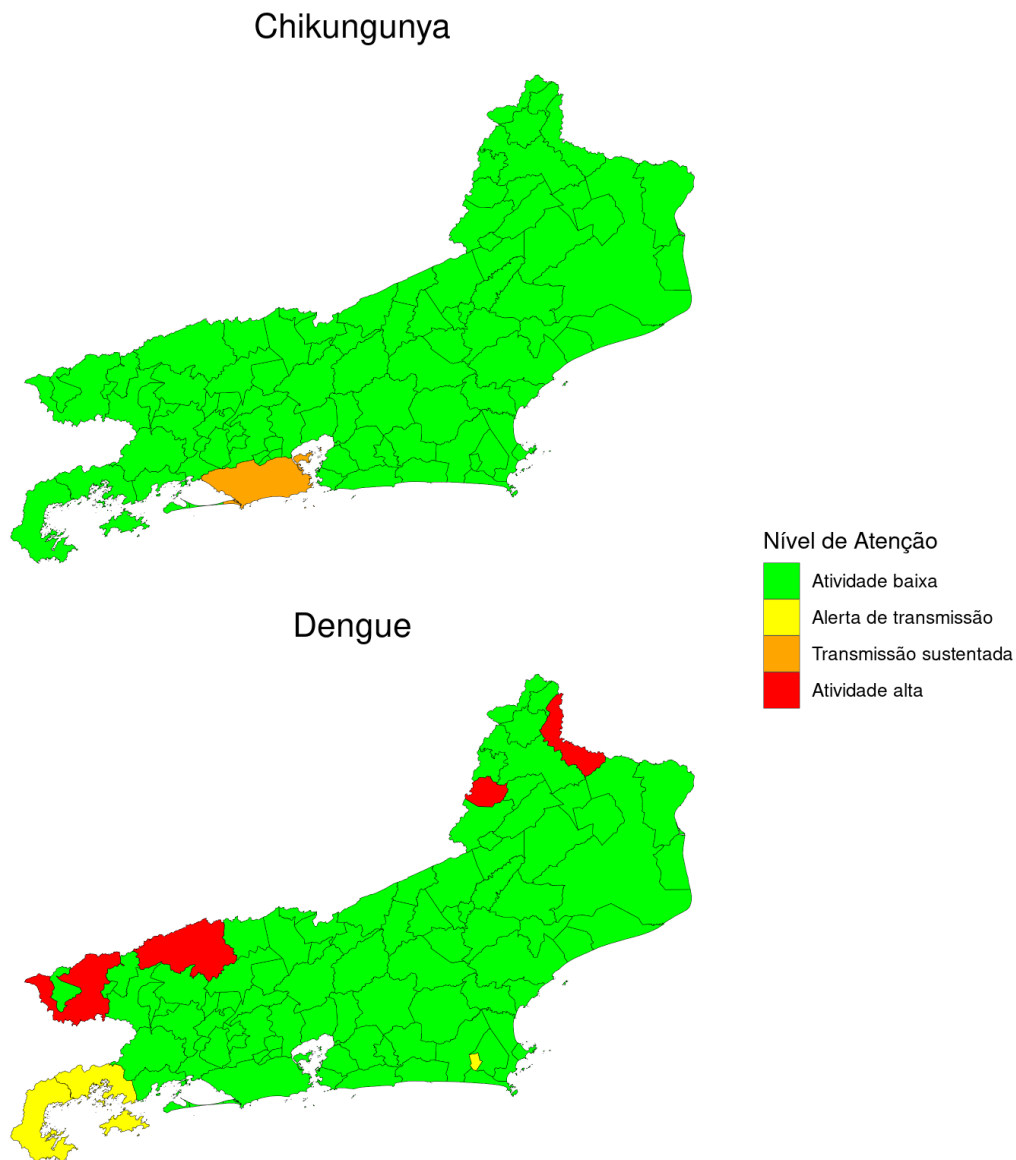 Chikungunya
Nível de Atenção
Atividade baixa
Alerta de transmissão
Transmissão sustentada
Atividade alta
Dengue